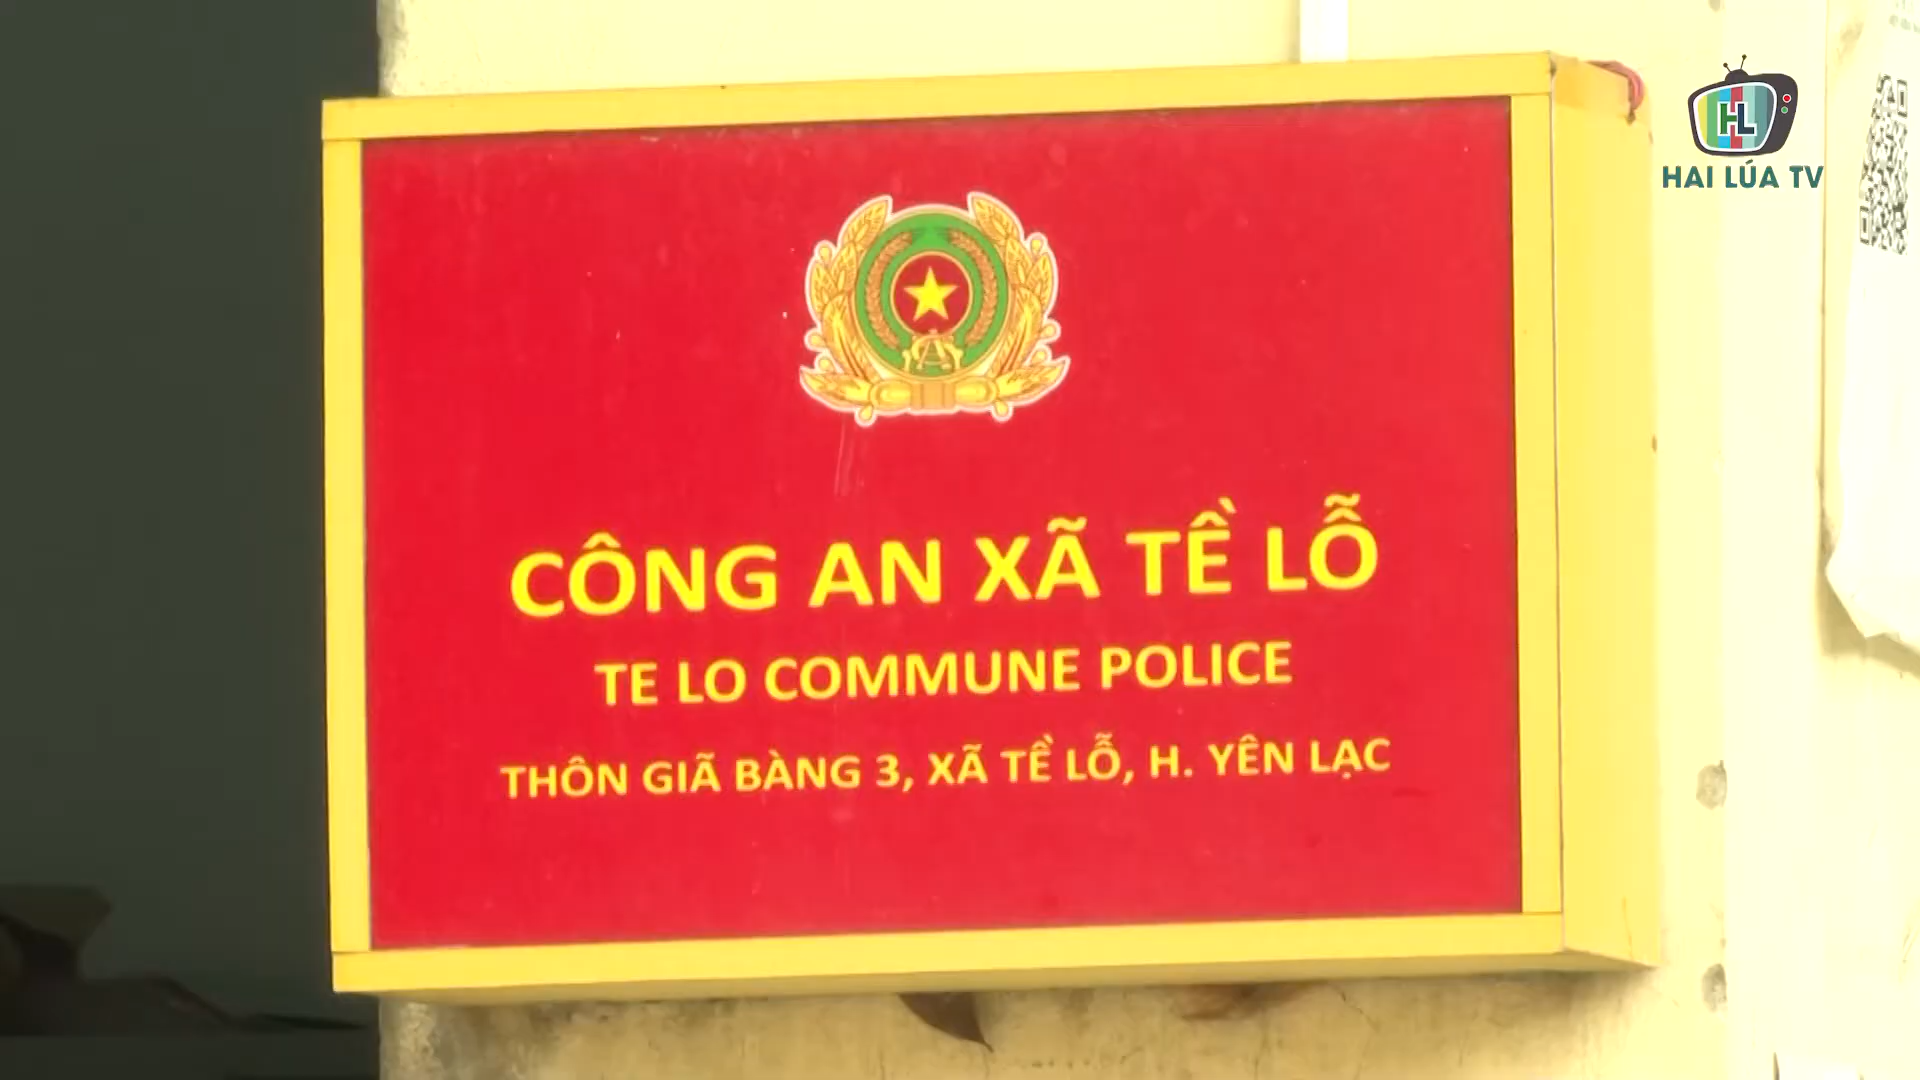 HL
HAI LÚA TV
CÔNG AN XÃ TỀ LỖ
TE LO COMMUNE POLICE
THÔN GIÃ BÀNG 3, XÃ TỀ LỖ, H. YÊN LẠC